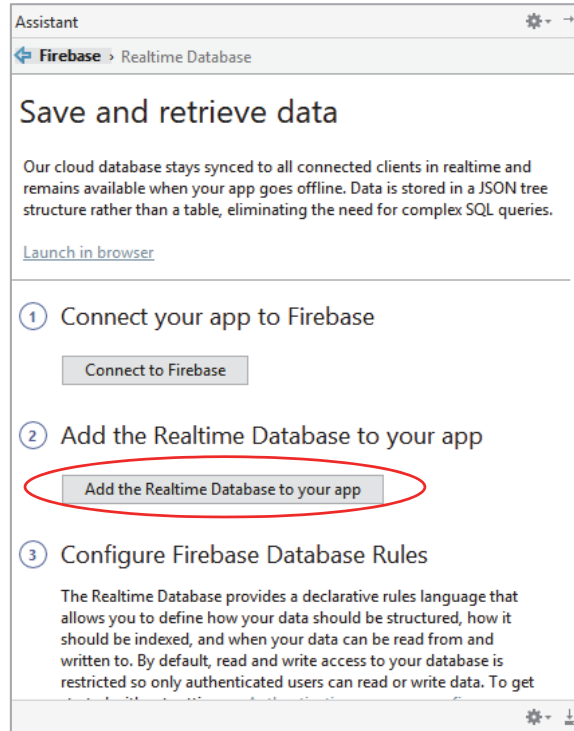 Assistant
Firebase › Realtime Database
Save and retrieve data
Our cloud database stays synced to all connected clients in realtime and
remains available when your app goes offline. Data is stored in a JSON tree
structure rather than a table, eliminating the need for complex SQL queries.
Launch in browser
1 Connect your app to Firebase
Connect to Firebase
2 Add the Realtime Database to your app
Add the Realtime Database to your app
3 Configure Firebase Database Rules
The Realtime Database provides a declarative rules language that
allows you to define how your data should be structured, how it
should be indexed, and when your data can be read from and
written to. By default, read and write access to your database is
restricted so only authenticated users can read or write data. To get